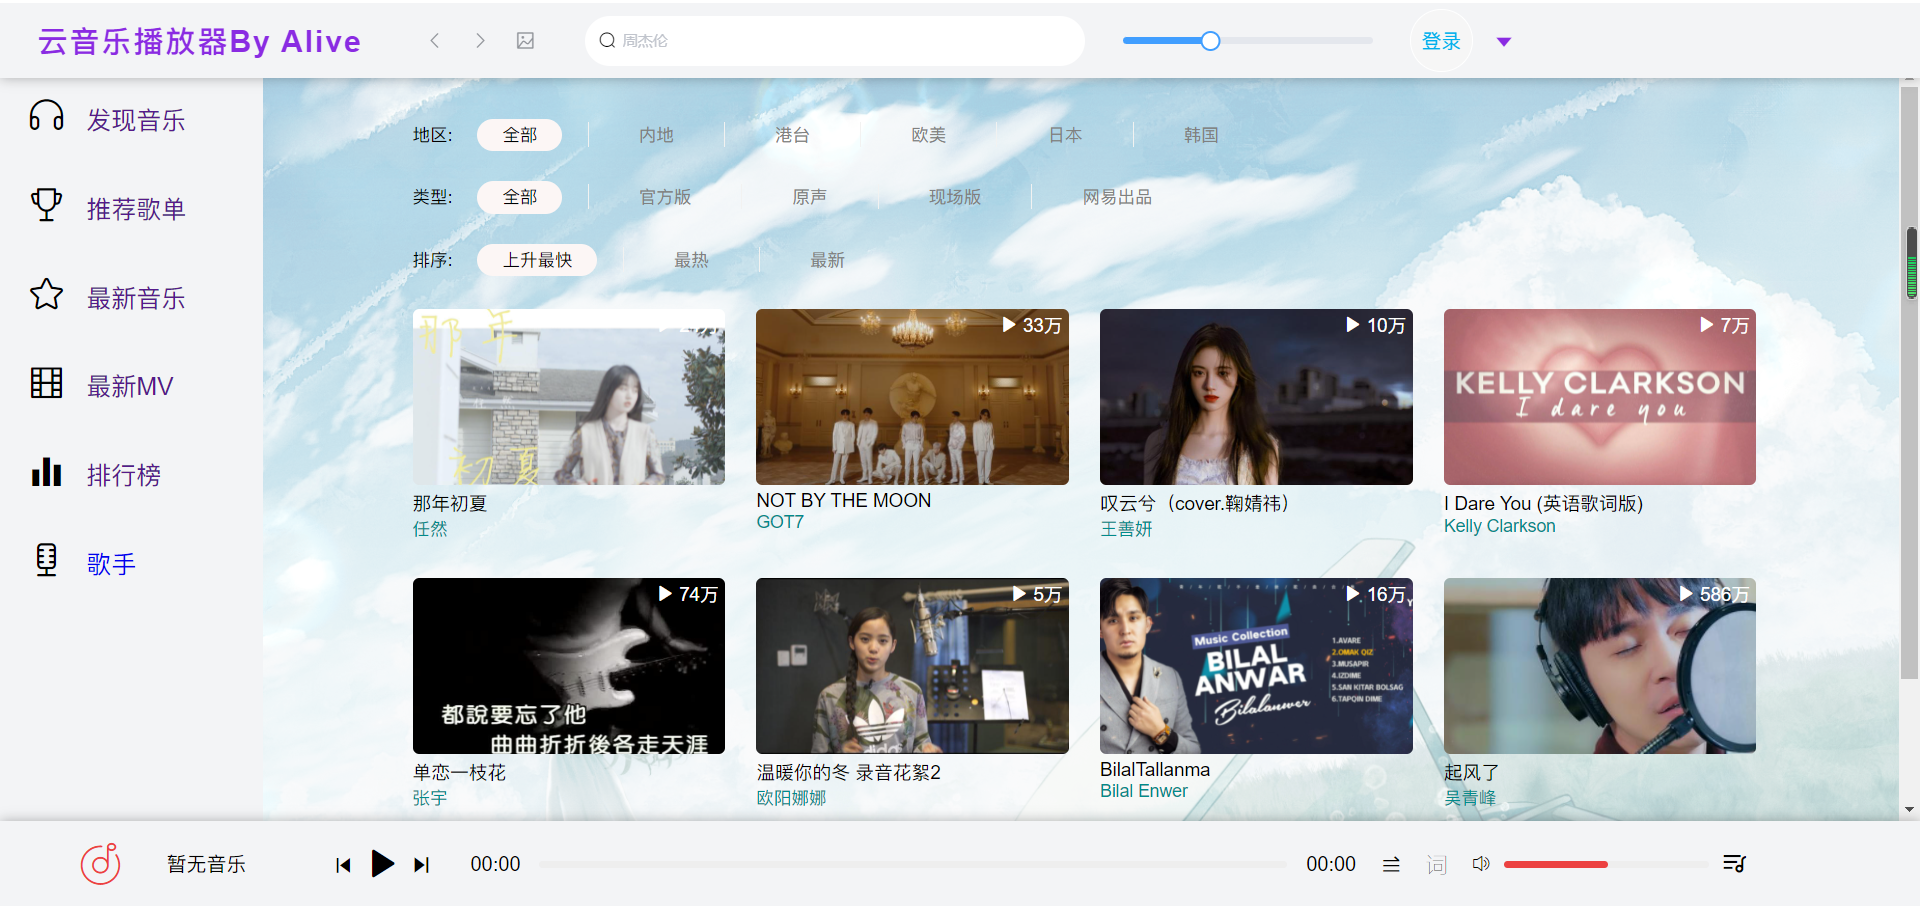 云音乐播放器By Alive
周杰伦
登录
发现音乐
推荐歌单
最新音乐
最新MV
排行榜
歌手
地区: 全部 内地 港台 欧美 日本 韩国
类型: 全部 官方版 原声 现场版 网易出品
排序: 上升最快 最热 最新
那年
初夏
那年初夏
任然
33万
NOT BY THE MOON
GOT7
10万
叹云兮（cover.鞠婧祎）
王善妍
7万
KELLY CLARKSON
I dare you
I Dare You (英语歌词版)
Kelly Clarkson
74万
都說要忘了他
曲曲折折後各走天涯
单恋一枝花
张宇
5万
adidas
温暖你的冬 录音花絮2
欧阳娜娜
16万
Music Collection
BILAL
ANWAR
Bilalanwer
1.AVARE
2.OMAK QIZ
3.MUSAPIR
4.IZDIME
5.SAN KITAR BOLSAG
6.TAPQIN DIME
BilalTallanma
Bilal Enwer
586万
起风了
吴青峰
暂无音乐
00:00
00:00
词